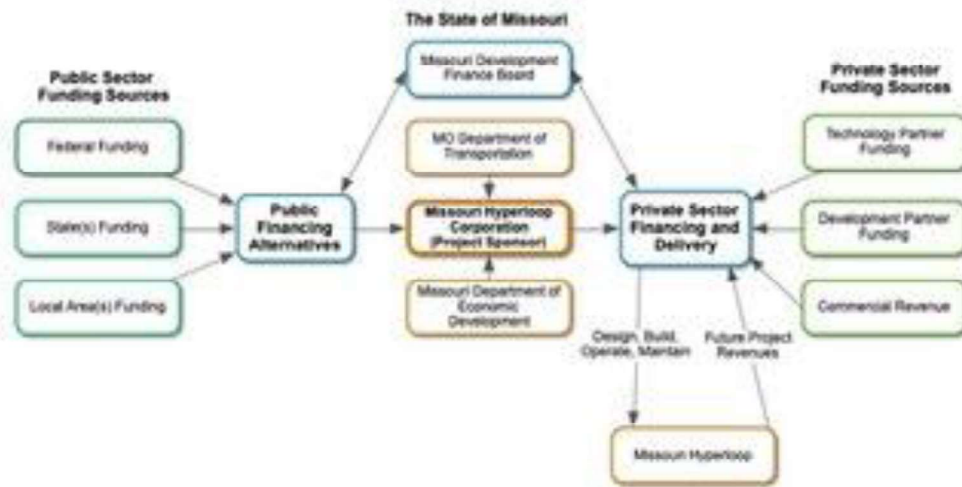 The State of Missouri
Missouri Development
Finance Board
Public Sector
Funding Sources
Federal Funding
State(s) Funding
Local Area(s) Funding
Public
Financing
Alternatives
MO Department of
Transportation
Missouri Hyperloop
Corporation
(Project Sponsor)
Missouri Department of
Economic
Development
Private Sector
Financing and
Delivery
Private Sector
Funding Sources
Technology Partner
Funding
Development Partner
Funding
Commercial Revenue
Design, Build,
Operate, Maintain
Future Project
Revenues
Missouri Hyperloop